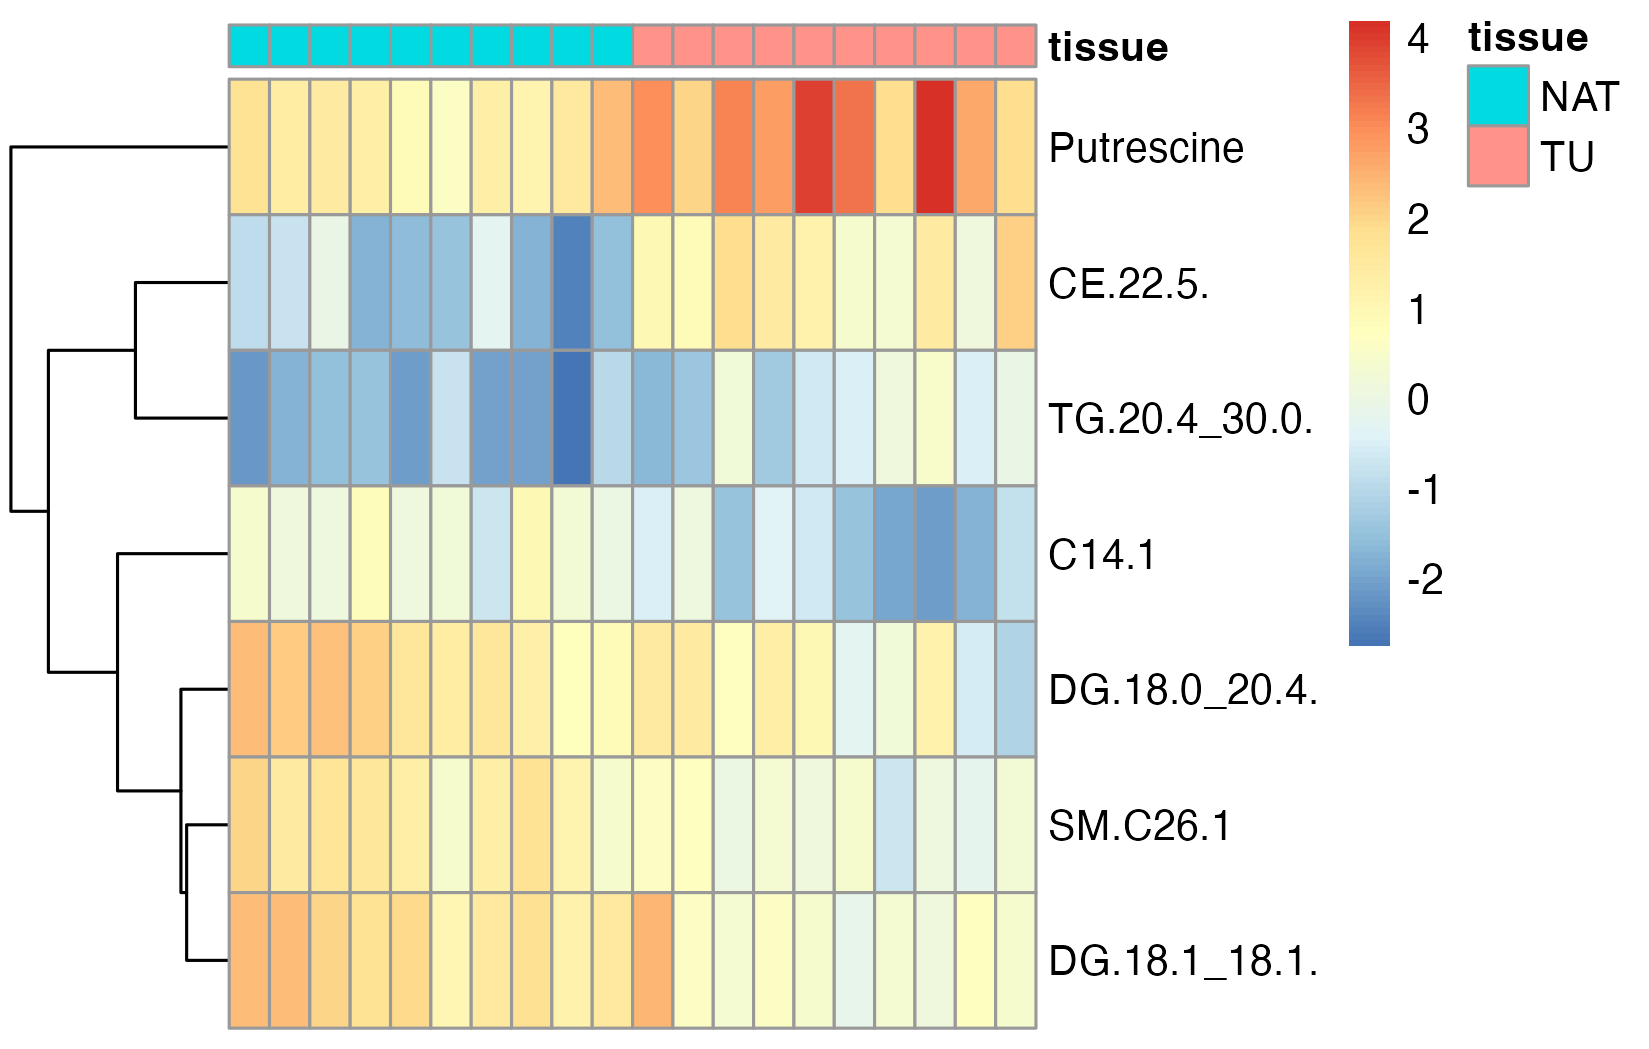 tissue
Putrescine
CE.22.5.
TG.20.4_30.0.
C14.1
DG.18.0_20.4.
SM.C26.1
DG.18.1_18.1.
4
3
2
1
0
-1
-2
tissue
NAT
TU